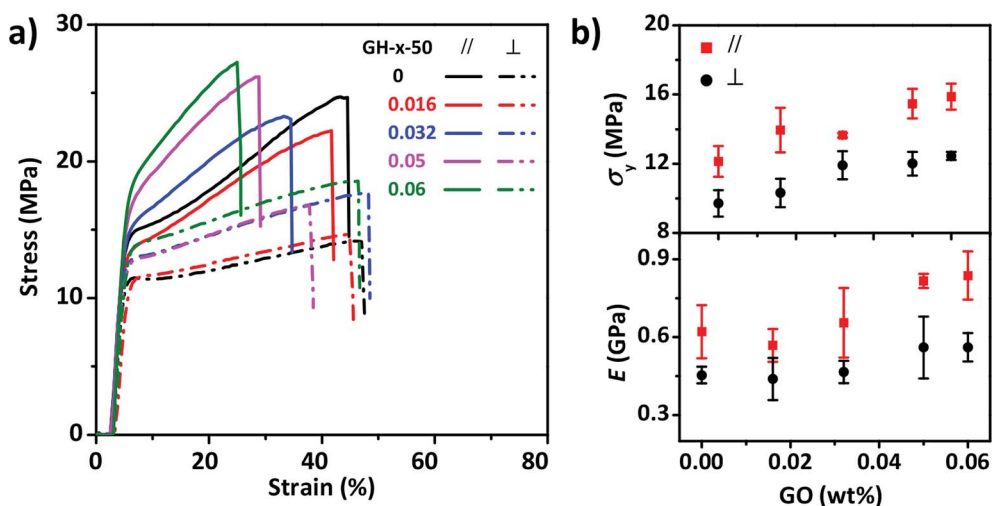 a)
GH-x-50 // ⊥
0
0.016
0.032
0.05
0.06
30
20
10
0
Stress (MPa)
0 20 40 60 80
Strain (%)
b)
//
⊥
20
16
12
8
σy (MPa)
0.9
0.6
0.3
E (GPa)
0.00 0.02 0.04 0.06
GO (wt%)